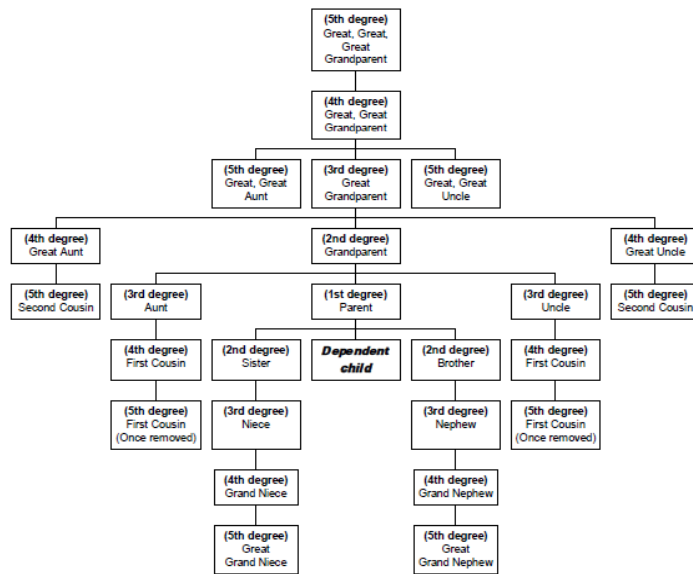 (5th degree)
Great, Great,
Great
Grandparent
(4th degree)
Great, Great
Grandparent
(5th degree)
Great, Great
Aunt
(3rd degree)
Great
Grandparent
(5th degree)
Great, Great
Uncle
(4th degree)
Great Aunt
(2nd degree)
Grandparent
(4th degree)
Great Uncle
(5th degree)
Second Cousin
(3rd degree)
Aunt
(1st degree)
Parent
(3rd degree)
Uncle
(5th degree)
Second Cousin
(4th degree)
First Cousin
(2nd degree)
Sister
Dependent
child
(2nd degree)
Brother
(4th degree)
First Cousin
(5th degree)
First Cousin
(Once removed)
(3rd degree)
Niece
(3rd degree)
Nephew
(5th degree)
First Cousin
(Once removed)
(4th degree)
Grand Niece
(4th degree)
Grand Nephew
(5th degree)
Great
Grand Niece
(5th degree)
Great
Grand Nephew